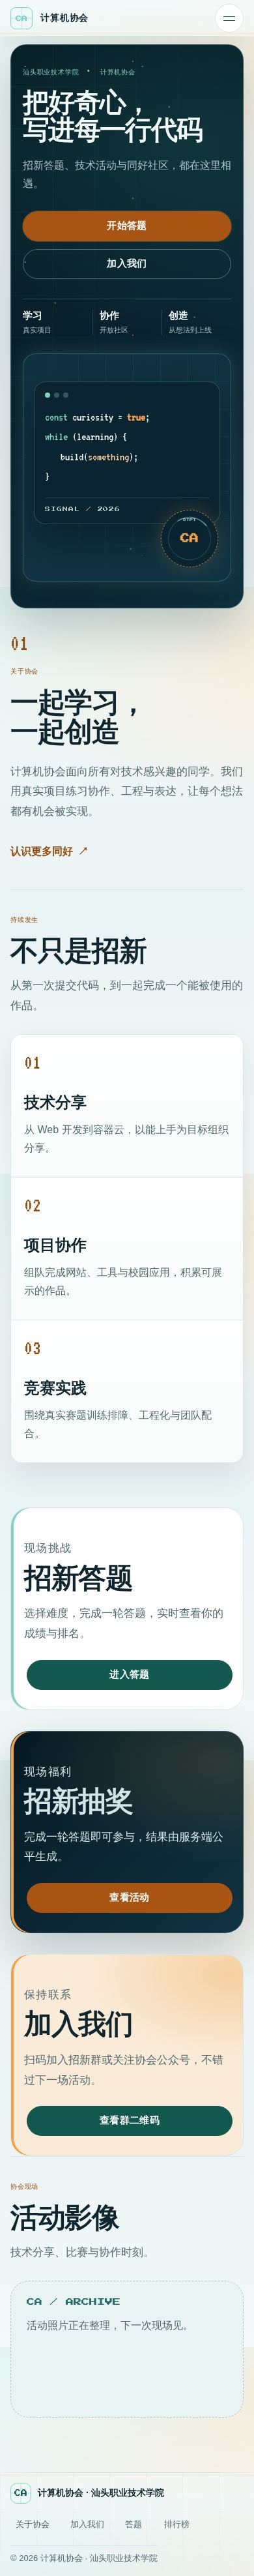 CA 计算机协会
汕头职业技术学院 • 计算机协会
把好奇心，
写进每一行代码
招新答题、技术活动与同好社区，都在这里相
遇。
开始答题
加入我们
学习 协作 创造
真实项目 开放社区 从想法到上线
const curiosity = true;
while (learning) {
build(something);
}
SIGNAL / 2026
CA
01
关于协会
一起学习，
一起创造
计算机协会面向所有对技术感兴趣的同学。我们
用真实项目练习协作、工程与表达，让每个想法
都有机会被实现。
认识更多同好 ↗
持续发生
不只是招新
从第一次提交代码，到一起完成一个能被使用的
作品。
01
技术分享
从 Web 开发到容器云，以能上手为目标组织
分享。
02
项目协作
组队完成网站、工具与校园应用，积累可展
示的作品。
03
竞赛实践
围绕真实赛题训练排障、工程化与团队配
合。
现场挑战
招新答题
选择难度，完成一轮答题，实时查看你的
成绩与排名。
进入答题
现场福利
招新抽奖
完成一轮答题即可参与，结果由服务端公
平生成。
查看活动
保持联系
加入我们
扫码加入招新群或关注协会公众号，不错
过下一场活动。
查看群二维码
协会现场
活动影像
技术分享、比赛与协作时刻。
CA / ARCHIVE
活动照片正在整理，下一次现场见。
CA 计算机协会 · 汕头职业技术学院
关于协会 加入我们 答题 排行榜
© 2026 计算机协会 · 汕头职业技术学院